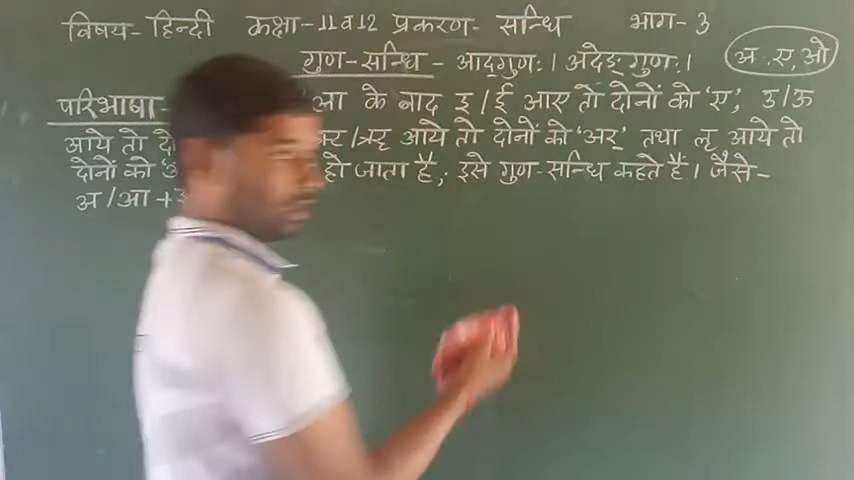 विषय- हिन्दी कक्षा- 11 व 12 प्रकरण- सन्धि भाग- 3
गुण-सन्धि - आद्गुणः। अदेङ्गुणः। अ, ए, ओ
परिभाषा- आ के बाद इ/ई आए तो दोनों को 'ए', उ/ऊ
आये तो ऋ/ॠ आये तो दोनों को 'अर्' तथा लृ आये तो
दोनों को हो जाता है, इसे गुण-सन्धि कहते हैं। जैसे-
अ/आ +